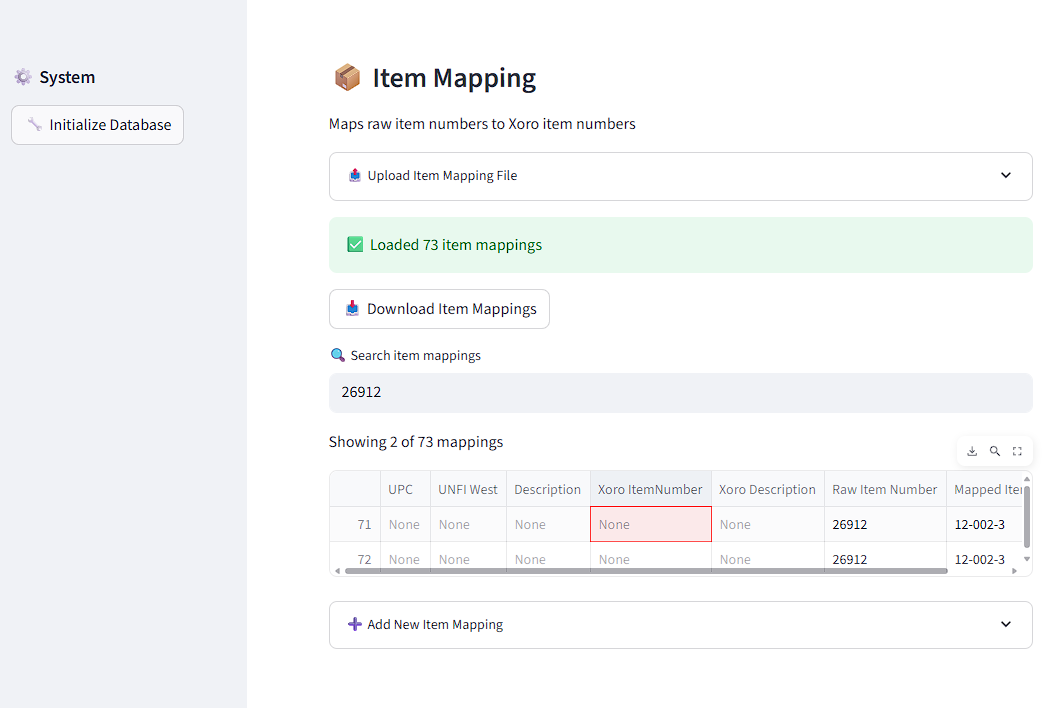 System
Initialize Database
Item Mapping
Maps raw item numbers to Xoro item numbers
Upload Item Mapping File
Loaded 73 item mappings
Download Item Mappings
Search item mappings
26912
Showing 2 of 73 mappings
UPC UNFI West Description Xoro ItemNumber Xoro Description Raw Item Number Mapped Iter
71 None None None None None 26912 12-002-3
72 None None None None None 26912 12-002-3
Add New Item Mapping